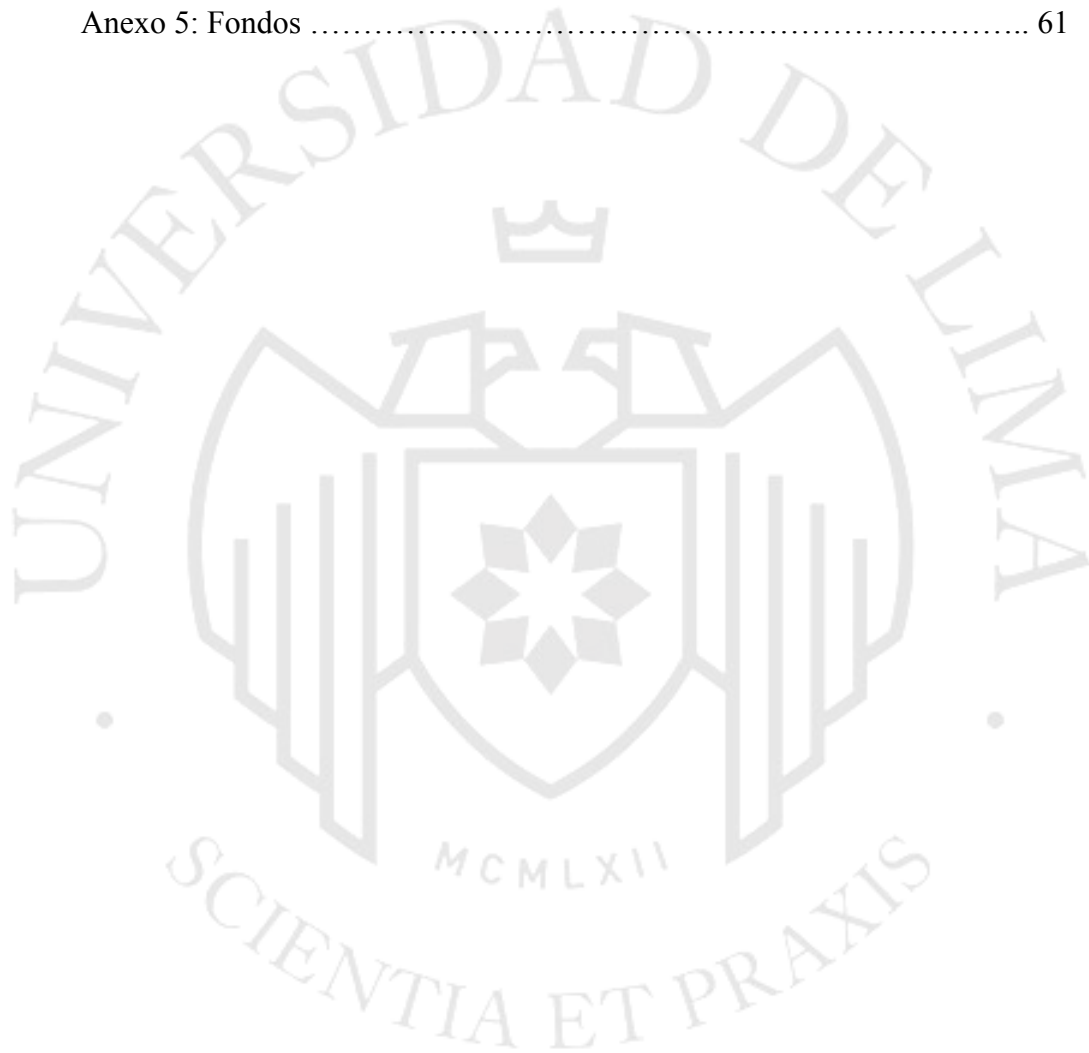 Anexo 5: Fondos ………………………………………………………….. 61
UNIVERSIDAD DE LIMA
MCMLXII
SCIENTIA ET PRAXIS